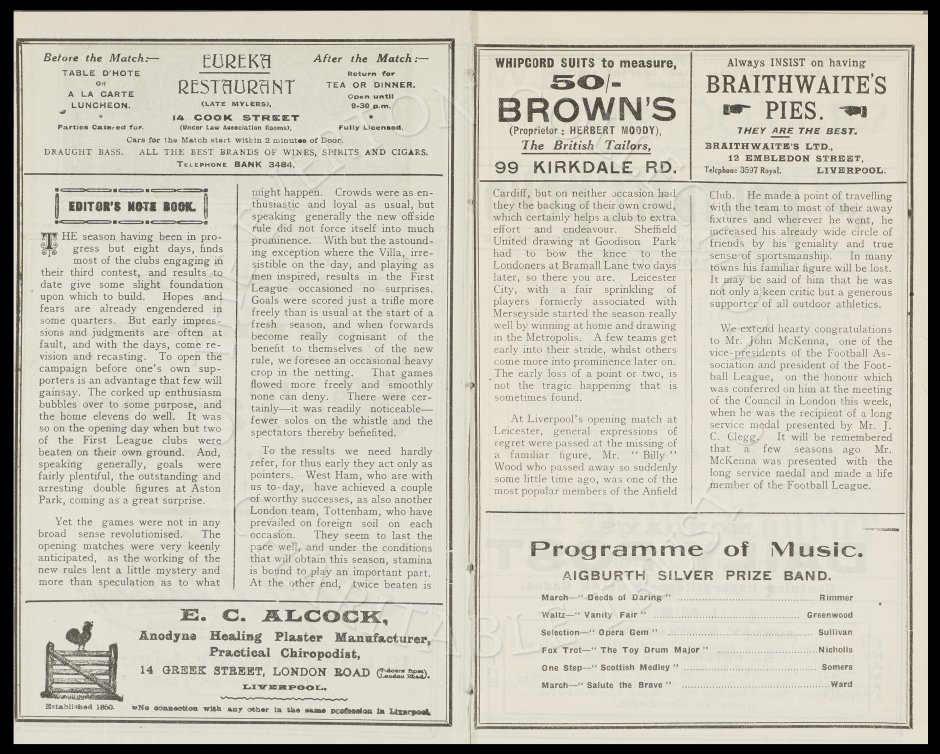 Before the Match:—
TABLE D'HOTE
OR
A LA CARTE
LUNCHEON.
Parties Catered for.
EUREKA
RESTAURANT
(LATE MYLERS),
14 COOK STREET
(Under Law Association Rooms),
After the Match:—
Return for
TEA OR DINNER.
Open until
9-30 p.m.
Fully Licensed.
Cars for the Match start within 2 minutes of Door.
DRAUGHT BASS. ALL THE BEST BRANDS OF WINES, SPIRITS AND CIGARS.
TELEPHONE BANK 3484.
EDITOR'S NOTE BOOK.
THE season having been in pro-
gress but eight days, finds
most of the clubs engaging in
their third contest, and results to
date give some slight foundation
upon which to build. Hopes and
fears are already engendered in
some quarters. But early impres-
sions and judgments are often at
fault, and with the days, come re-
vision and recasting. To open the
campaign before one's own sup-
porters is an advantage that few will
gainsay. The corked up enthusiasm
bubbles over to some purpose, and
the home elevens do well. It was
so on the opening day when but two
of the First League clubs were
beaten on their own ground. And,
speaking generally, goals were
fairly plentiful, the outstanding and
arresting double figures at Aston
Park, coming as a great surprise.
Yet the games were not in any
broad sense revolutionised. The
opening matches were very keenly
anticipated, as the working of the
new rules lent a little mystery and
more than speculation as to what
might happen. Crowds were as en-
thusiastic and loyal as usual, but
speaking generally the new offside
rule did not force itself into much
prominence. With but the astound-
ing exception where the Villa, irre-
sistible on the day, and playing as
men inspired, results in the First
League occasioned no surprises.
Goals were scored just a trifle more
freely than is usual at the start of a
fresh season, and when forwards
become really cognisant of the
benefit to themselves of the new
rule, we foresee an occasional heavy
crop in the netting. That games
flowed more freely and smoothly
none can deny. There were cer-
tainly—it was readily noticeable—
fewer solos on the whistle and the
spectators thereby benefited.
To the results we need hardly
refer, for thus early they act only as
pointers. West Ham, who are with
us to-day, have achieved a couple
of worthy successes, as also another
London team, Tottenham, who have
prevailed on foreign soil on each
occasion. They seem to last the
pace well, and under the conditions
that will obtain this season, stamina
is bound to play an important part.
At the other end, twice beaten is
E. C. ALCOCK,
Anodyne Healing Plaster Manufacturer,
Practical Chiropodist,
14 GREEK STREET, LONDON ROAD (2 doors from London Road).
LIVERPOOL.
Established 1850.
No connection with any other in the same profession in Liverpool.
WHIPCORD SUITS to measure,
50/-
BROWN'S
(Proprietor : HERBERT MOODY),
The British Tailors,
99 KIRKDALE RD.
Always INSIST on having
BRAITHWAITE'S
PIES.
THEY ARE THE BEST.
BRAITHWAITE'S LTD.,
12 EMBLEDON STREET,
Telephone 3597 Royal. LIVERPOOL.
Cardiff, but on neither occasion had
they the backing of their own crowd,
which certainly helps a club to extra
effort and endeavour. Sheffield
United drawing at Goodison Park
had to bow the knee to the
Londoners at Bramall Lane two days
later, so there you are. Leicester
City, with a fair sprinkling of
players formerly associated with
Merseyside started the season really
well by winning at home and drawing
in the Metropolis. A few teams get
early into their stride, whilst others
come more into prominence later on.
The early loss of a point or two, is
not the tragic happening that is
sometimes found.
At Liverpool's opening match at
Leicester, general expressions of
regret were passed at the missing of
a familiar figure, Mr. "Billy"
Wood who passed away so suddenly
some little time ago, was one of the
most popular members of the Anfield
Club. He made a point of travelling
with the team to most of their away
fixtures and wherever he went, he
increased his already wide circle of
friends by his geniality and true
sense of sportsmanship. In many
towns his familiar figure will be lost.
It may be said of him that he was
not only a keen critic but a generous
supporter of all outdoor athletics.
We extend hearty congratulations
to Mr. John McKenna, one of the
vice-presidents of the Football As-
sociation and president of the Foot-
ball League, on the honour which
was conferred on him at the meeting
of the Council in London this week,
when he was the recipient of a long
service medal presented by Mr. J.
C. Clegg. It will be remembered
that a few seasons ago Mr.
McKenna was presented with the
long service medal and made a life
member of the Football League.
Programme of Music.
AIGBURTH SILVER PRIZE BAND.
March—"Deeds of Daring" Rimmer
Waltz—"Vanity Fair" Greenwood
Selection—"Opera Gem" Sullivan
Fox Trot—"The Toy Drum Major" Nicholls
One Step—"Scottish Medley" Somers
March—"Salute the Brave" Ward